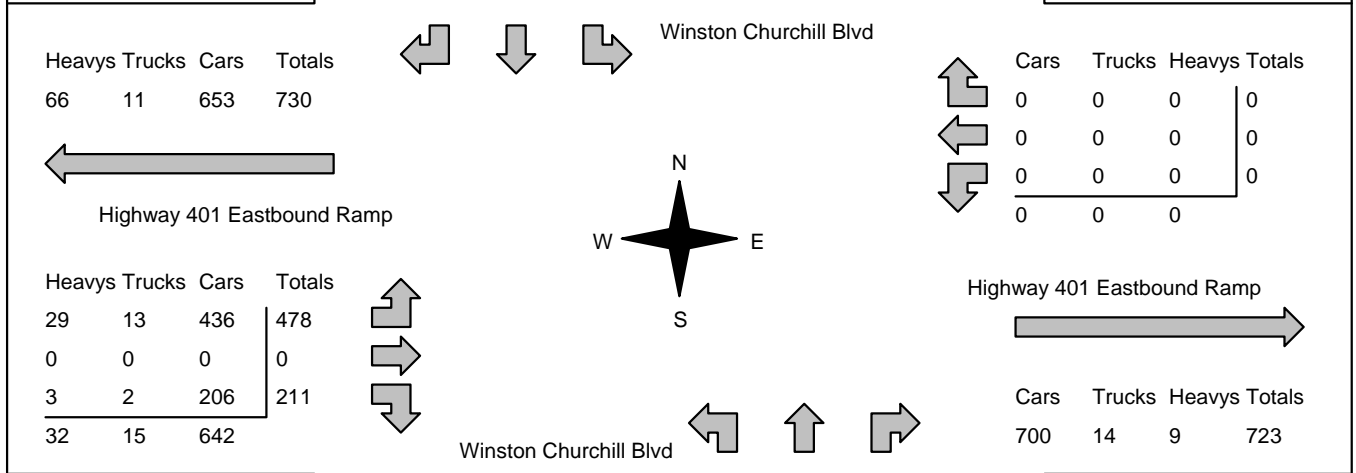 Winston Churchill Blvd
Heavys Trucks Cars Totals
66 11 653 730
Highway 401 Eastbound Ramp
Heavys Trucks Cars Totals
29 13 436 478
0 0 0 0
3 2 206 211
32 15 642
N
W E
S
Cars Trucks Heavys Totals
0 0 0 0
0 0 0 0
0 0 0 0
0 0 0
Highway 401 Eastbound Ramp
Cars Trucks Heavys Totals
700 14 9 723
Winston Churchill Blvd